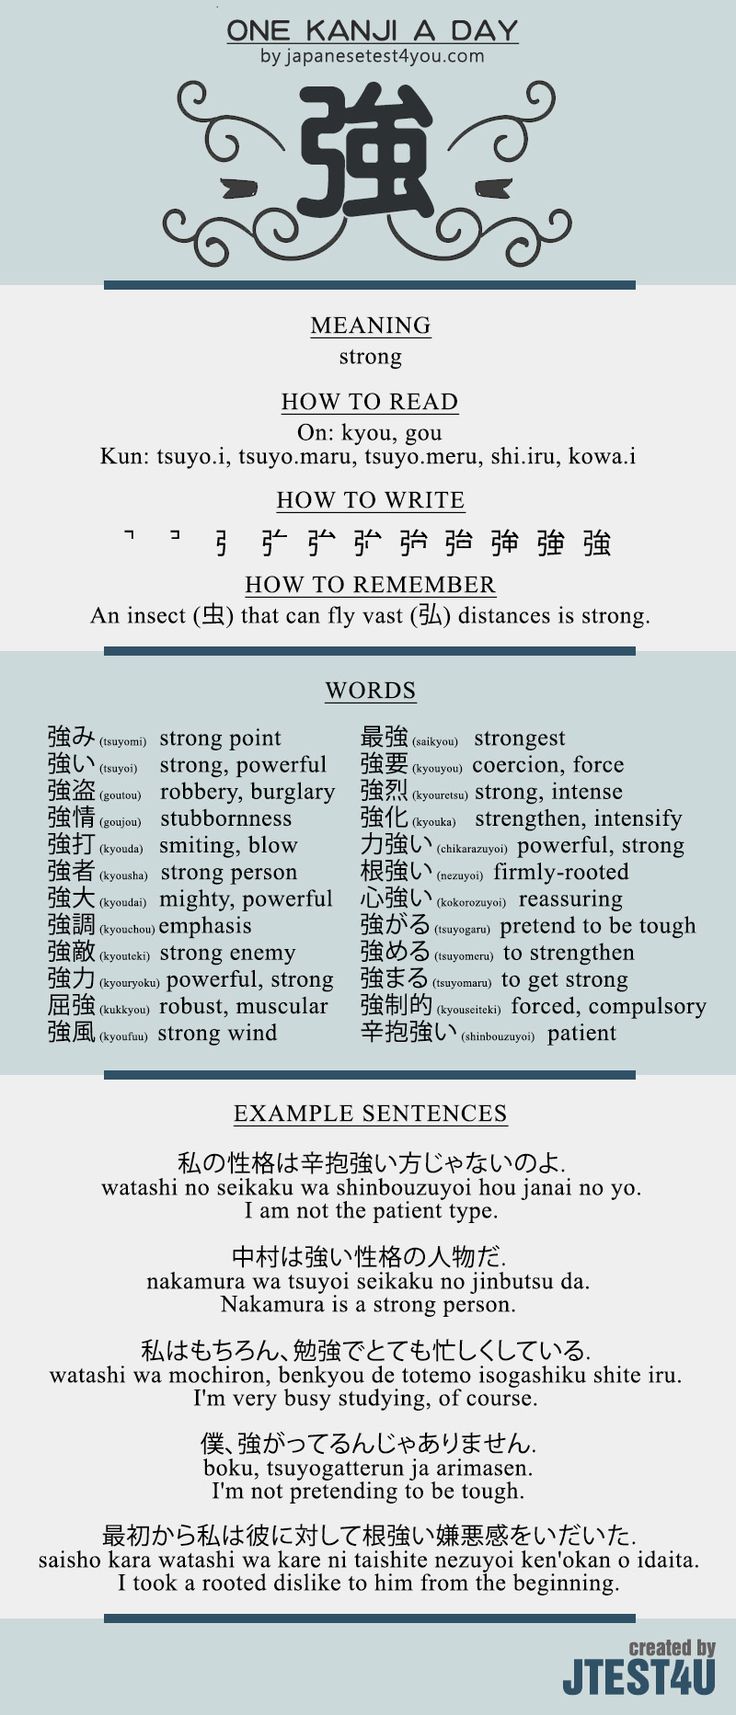 ONE KANJI A DAY
by japanesetest4you.com
強
MEANING
strong
HOW TO READ
On: kyou, gou
Kun: tsuyo.i, tsuyo.maru, tsuyo.meru, shi.iru, kowa.i
HOW TO WRITE
強
HOW TO REMEMBER
An insect (虫) that can fly vast (弘) distances is strong.
WORDS
強み (tsuyomi) strong point
強い (tsuyoi) strong, powerful
強盗 (goutou) robbery, burglary
強情 (goujou) stubbornness
強打 (kyouda) smiting, blow
強者 (kyousha) strong person
強大 (kyoudai) mighty, powerful
強調 (kyouchou) emphasis
強敵 (kyouteki) strong enemy
強力 (kyouryoku) powerful, strong
屈強 (kukkyou) robust, muscular
強風 (kyoufuu) strong wind
最強 (saikyou) strongest
強要 (kyouyou) coercion, force
強烈 (kyouretsu) strong, intense
強化 (kyouka) strengthen, intensify
力強い (chikarazuyoi) powerful, strong
根強い (nezuyoi) firmly-rooted
心強い (kokorozuyoi) reassuring
強がる (tsuyogaru) pretend to be tough
強める (tsuyomeru) to strengthen
強まる (tsuyomaru) to get strong
強制的 (kyouseiteki) forced, compulsory
辛抱強い (shinbouzuyoi) patient
EXAMPLE SENTENCES
私の性格は辛抱強い方じゃないのよ.
watashi no seikaku wa shinbouzuyoi hou janai no yo.
I am not the patient type.
中村は強い性格の人物だ.
nakamura wa tsuyoi seikaku no jinbutsu da.
Nakamura is a strong person.
私はもちろん、勉強でとても忙しくしている.
watashi wa mochiron, benkyou de totemo isogashiku shite iru.
I'm very busy studying, of course.
僕、強がってるんじゃありません.
boku, tsuyogatterun ja arimasen.
I'm not pretending to be tough.
最初から私は彼に対して根強い嫌悪感をいだいた.
saisho kara watashi wa kare ni taishite nezuyoi ken'okan o idaita.
I took a rooted dislike to him from the beginning.
created by
JTEST4U